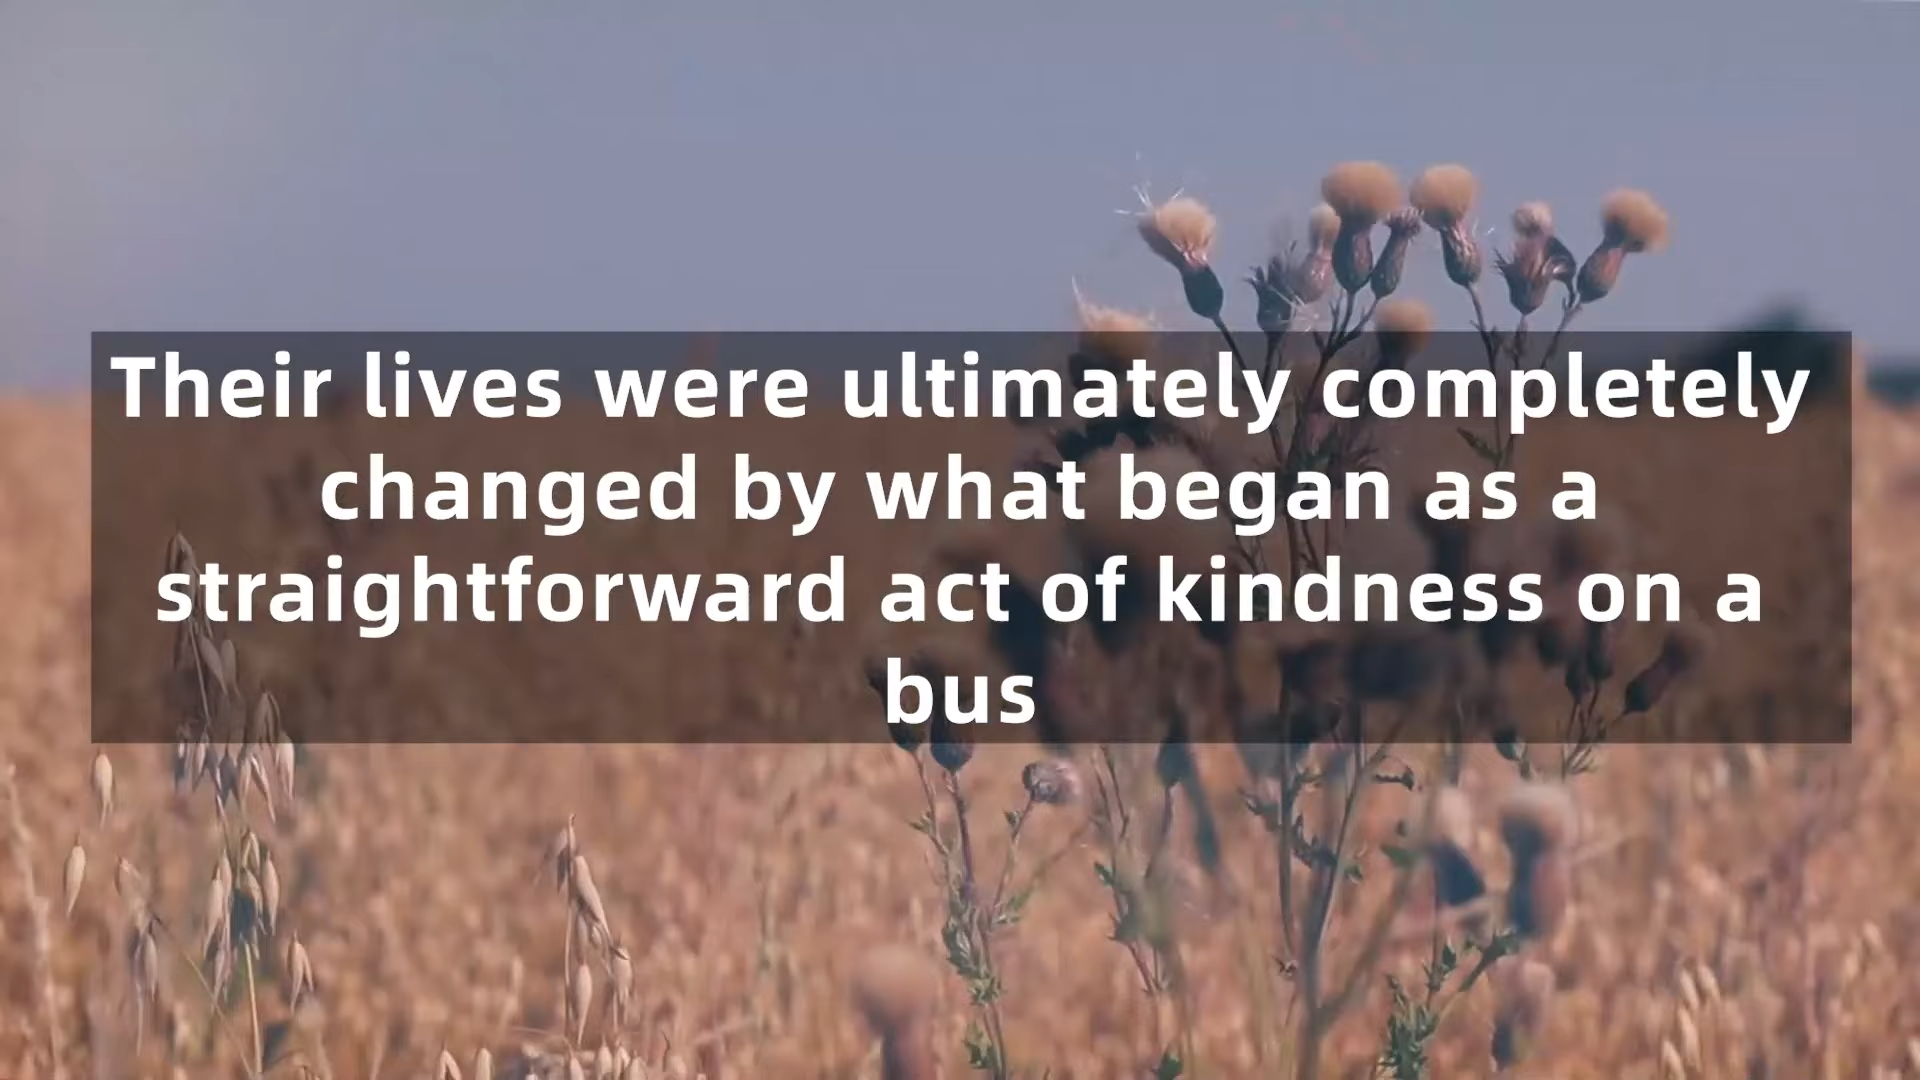 Their lives were ultimately completely
changed by what began as a
straightforward act of kindness on a
bus